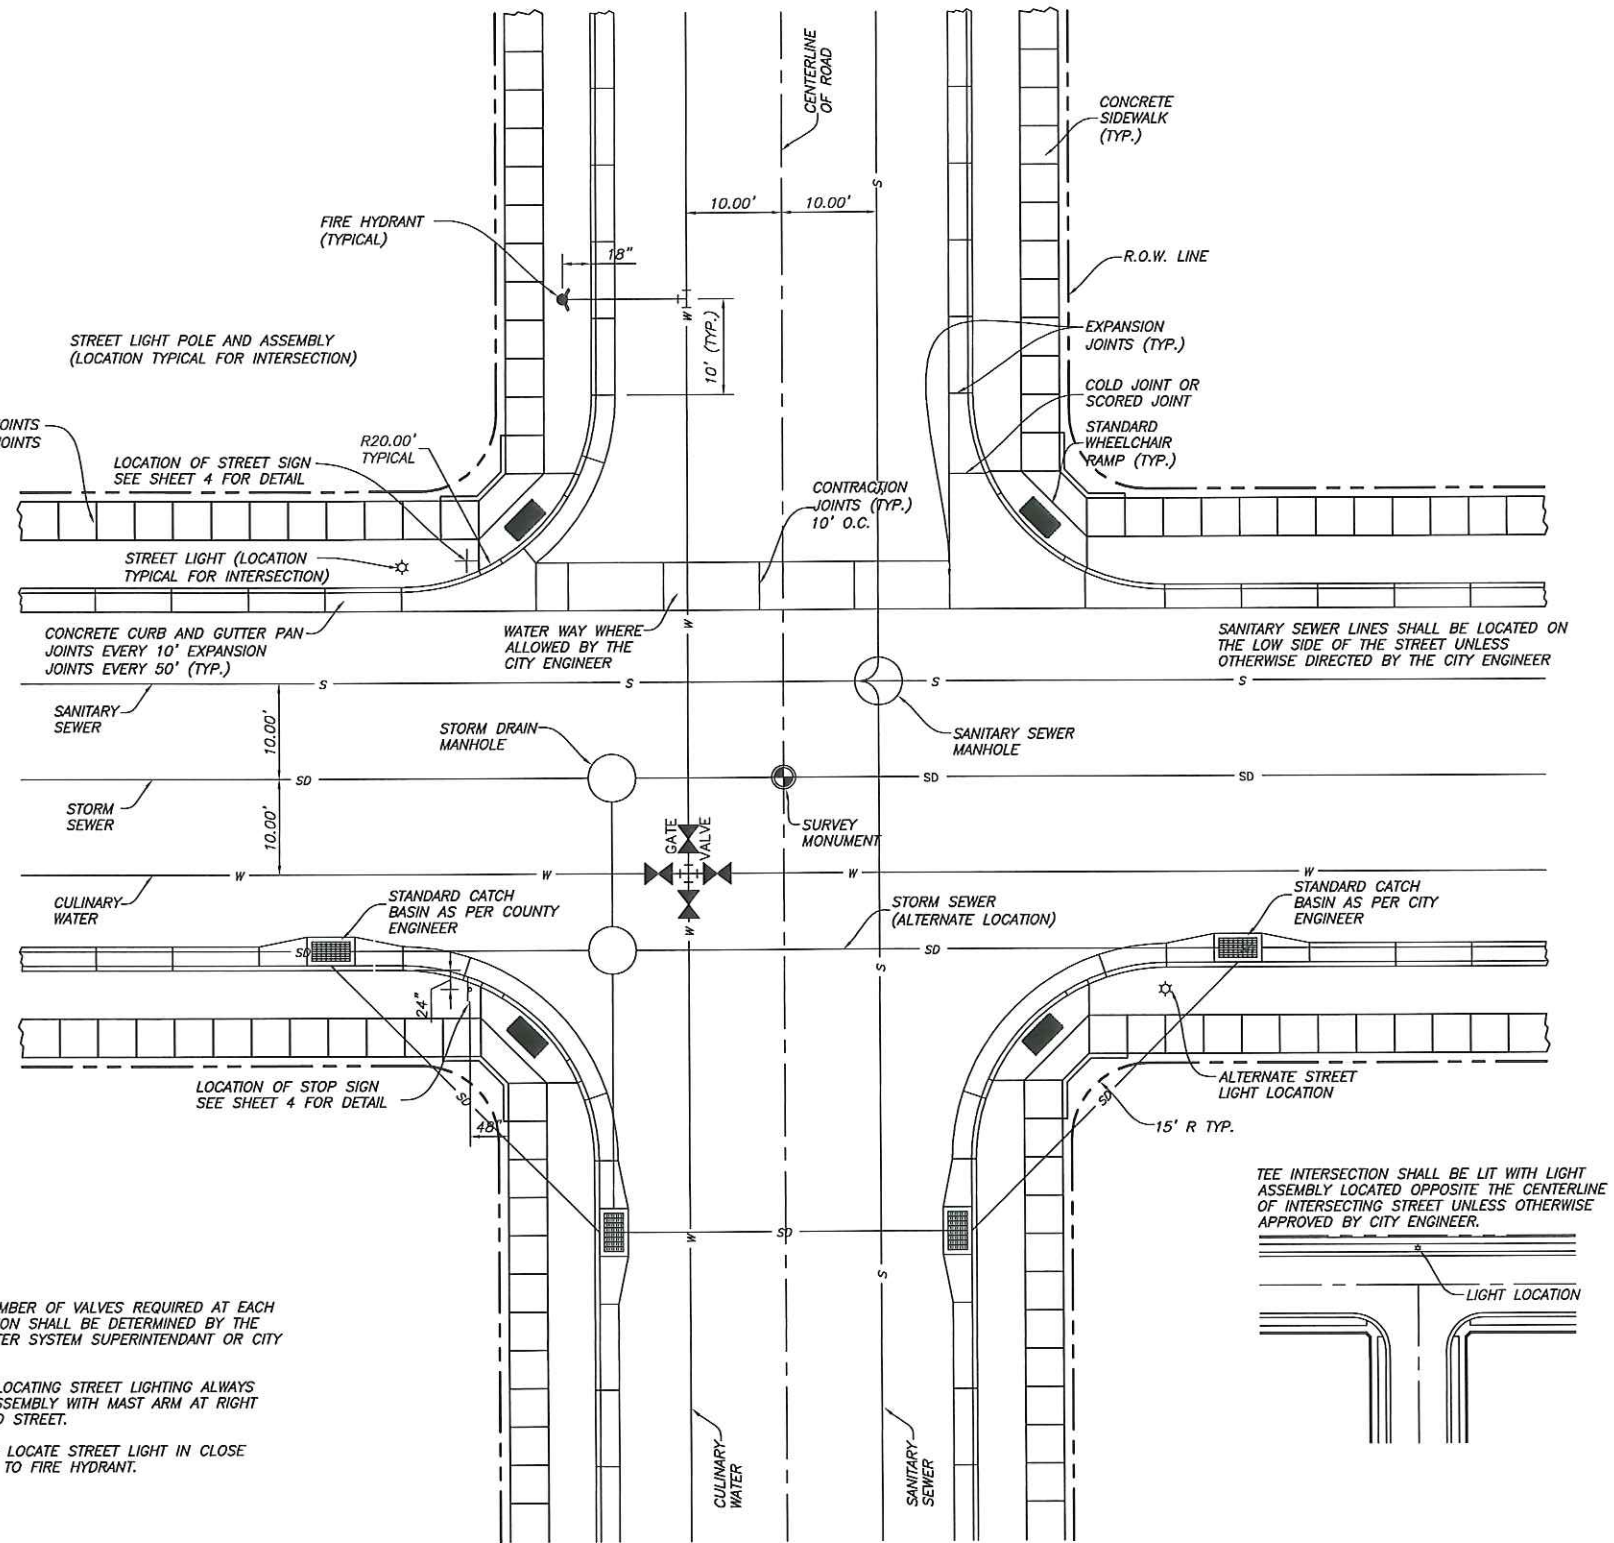 CENTERLINE
OF ROAD
CONCRETE
SIDEWALK
(TYP.)
S
10.00'
10.00'
FIRE HYDRANT
(TYPICAL)
18"
R.O.W. LINE
W
10' (TYP.)
EXPANSION
JOINTS (TYP.)
STREET LIGHT POLE AND ASSEMBLY
(LOCATION TYPICAL FOR INTERSECTION)
COLD JOINT OR
SCORED JOINT
OINTS
OINTS
R20.00'
TYPICAL
STANDARD
WHEELCHAIR
RAMP (TYP.)
LOCATION OF STREET SIGN
SEE SHEET 4 FOR DETAIL
CONTRACTION
JOINTS (TYP.)
10' O.C.
S
STREET LIGHT (LOCATION
TYPICAL FOR INTERSECTION)
CONCRETE CURB AND GUTTER PAN
JOINTS EVERY 10' EXPANSION
JOINTS EVERY 50' (TYP.)
WATER WAY WHERE
ALLOWED BY THE
CITY ENGINEER
W
SANITARY SEWER LINES SHALL BE LOCATED ON
THE LOW SIDE OF THE STREET UNLESS
OTHERWISE DIRECTED BY THE CITY ENGINEER
S
S
S
S
SANITARY
SEWER
10.00'
STORM DRAIN
MANHOLE
SANITARY SEWER
MANHOLE
SD
SD
SD
STORM
SEWER
10.00'
GATE
VALVE
SURVEY
MONUMENT
W
W
W
W
CULINARY
WATER
STANDARD CATCH
BASIN AS PER COUNTY
ENGINEER
STORM SEWER
(ALTERNATE LOCATION)
STANDARD CATCH
BASIN AS PER CITY
ENGINEER
W
SD
SD
SD
S
24"
LOCATION OF STOP SIGN
SEE SHEET 4 FOR DETAIL
SD
SD
ALTERNATE STREET
LIGHT LOCATION
48"
15' R TYP.
TEE INTERSECTION SHALL BE LIT WITH LIGHT
ASSEMBLY LOCATED OPPOSITE THE CENTERLINE
OF INTERSECTING STREET UNLESS OTHERWISE
APPROVED BY CITY ENGINEER.
W
SD
S
LIGHT LOCATION
MBER OF VALVES REQUIRED AT EACH
ON SHALL BE DETERMINED BY THE
TER SYSTEM SUPERINTENDANT OR CITY
LOCATING STREET LIGHTING ALWAYS
SSEMBLY WITH MAST ARM AT RIGHT
D STREET.
LOCATE STREET LIGHT IN CLOSE
TO FIRE HYDRANT.
CULINARY
WATER
SANITARY
SEWER